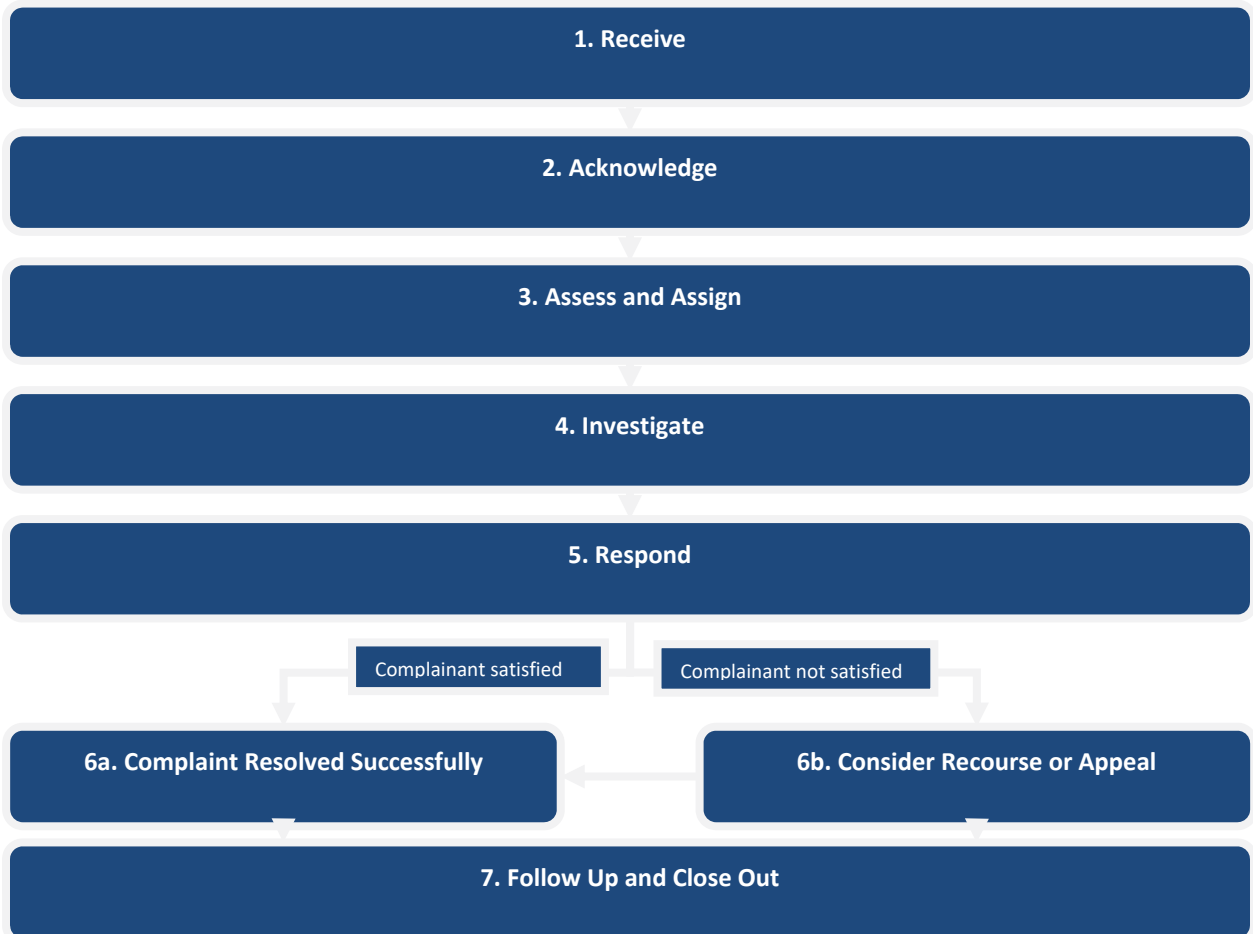 1. Receive
2. Acknowledge
3. Assess and Assign
4. Investigate
5. Respond
Complainant satisfied
Complainant not satisfied
6a. Complaint Resolved Successfully
6b. Consider Recourse or Appeal
7. Follow Up and Close Out